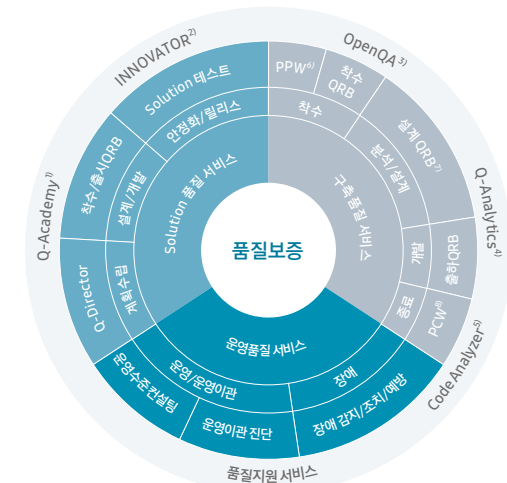 품질보증
Solution 품질 서비스
계획수립
설계/개발
안정화/릴리스
Q-Director
착수/출시QRB
Solution 테스트
구축품질 서비스
착수
분석/설계
개발
종료
PPW⁶⁾
착수
QRB
설계 QRB⁷⁾
출하QRB
PCW⁸⁾
운영품질 서비스
운영/운영이관
장애
운영수준컨설팅
운영이관 진단
장애 감지/조치/예방
Q-Academy¹⁾
INNOVATOR²⁾
OpenQA³⁾
Q-Analytics⁴⁾
Code Analyzer⁵⁾
품질지원 서비스